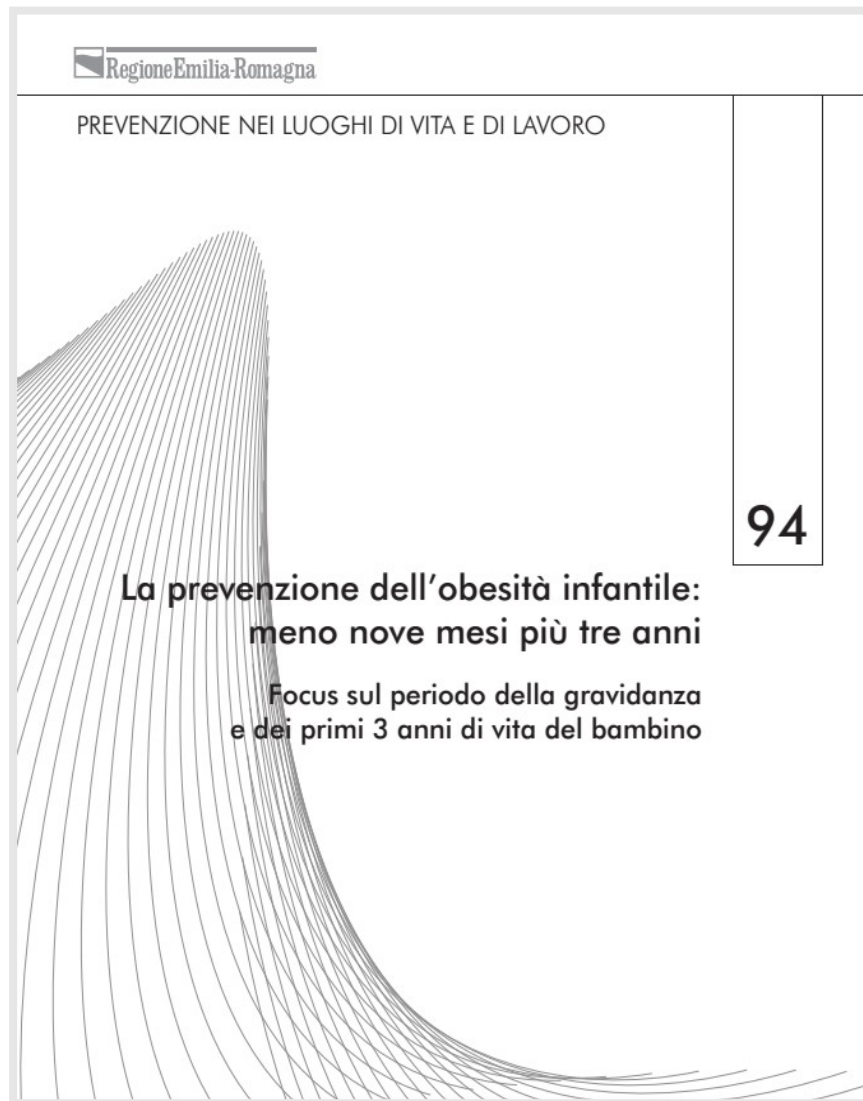 RegioneEmilia-Romagna
PREVENZIONE NEI LUOGHI DI VITA E DI LAVORO
94
La prevenzione dell’obesità infantile:
meno nove mesi più tre anni
Focus sul periodo della gravidanza
e dei primi 3 anni di vita del bambino